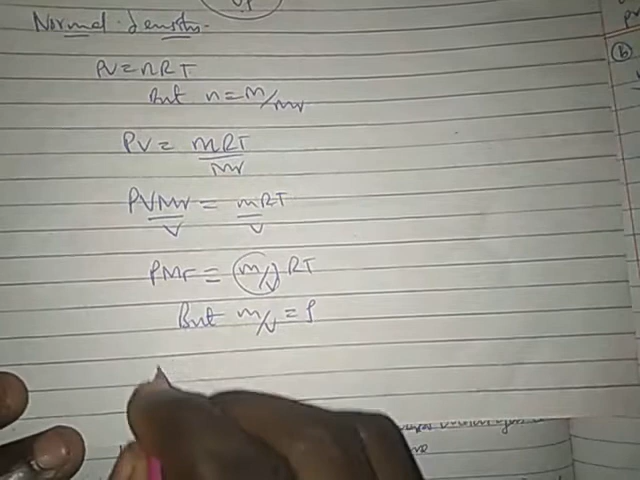 Normal density.
PV = nRT
But n = m/Mr
PV = mRT
Mr
PVMr = mRT
V V
PMr = (m/v) RT
But m/v = ρ
(b)